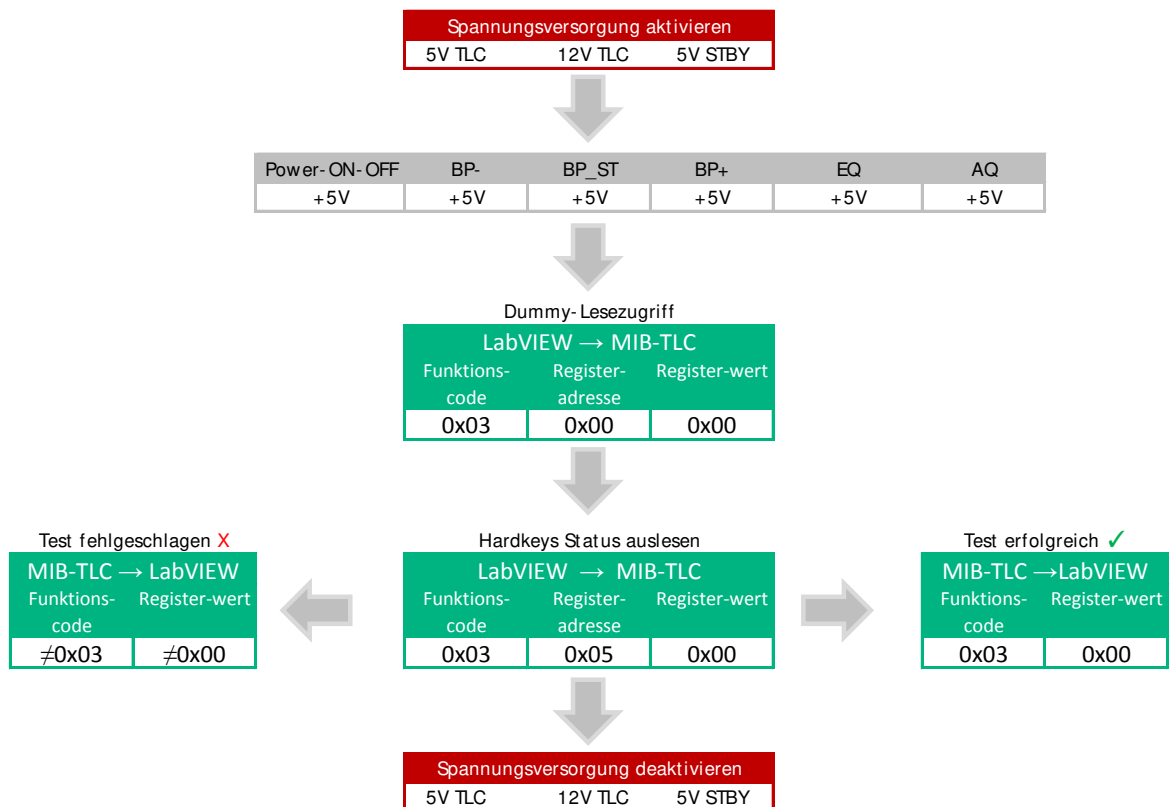 Spannungsversorgung aktivieren
5V TLC 12V TLC 5V STBY
Power-ON-OFF BP- BP_ST BP+ EQ AQ
+5V +5V +5V +5V +5V +5V
Dummy-Lesezugriff
LabVIEW → MIB-TLC
Funktions- Register- Register-wert
code adresse
0x03 0x00 0x00
Test fehlgeschlagen X
MIB-TLC → LabVIEW
Funktions- Register-wert
code
≠0x03 ≠0x00
Hardkeys Status auslesen
LabVIEW → MIB-TLC
Funktions- Register- Register-wert
code adresse
0x03 0x05 0x00
Test erfolgreich ✓
MIB-TLC →LabVIEW
Funktions- Register-wert
code
0x03 0x00
Spannungsversorgung deaktivieren
5V TLC 12V TLC 5V STBY